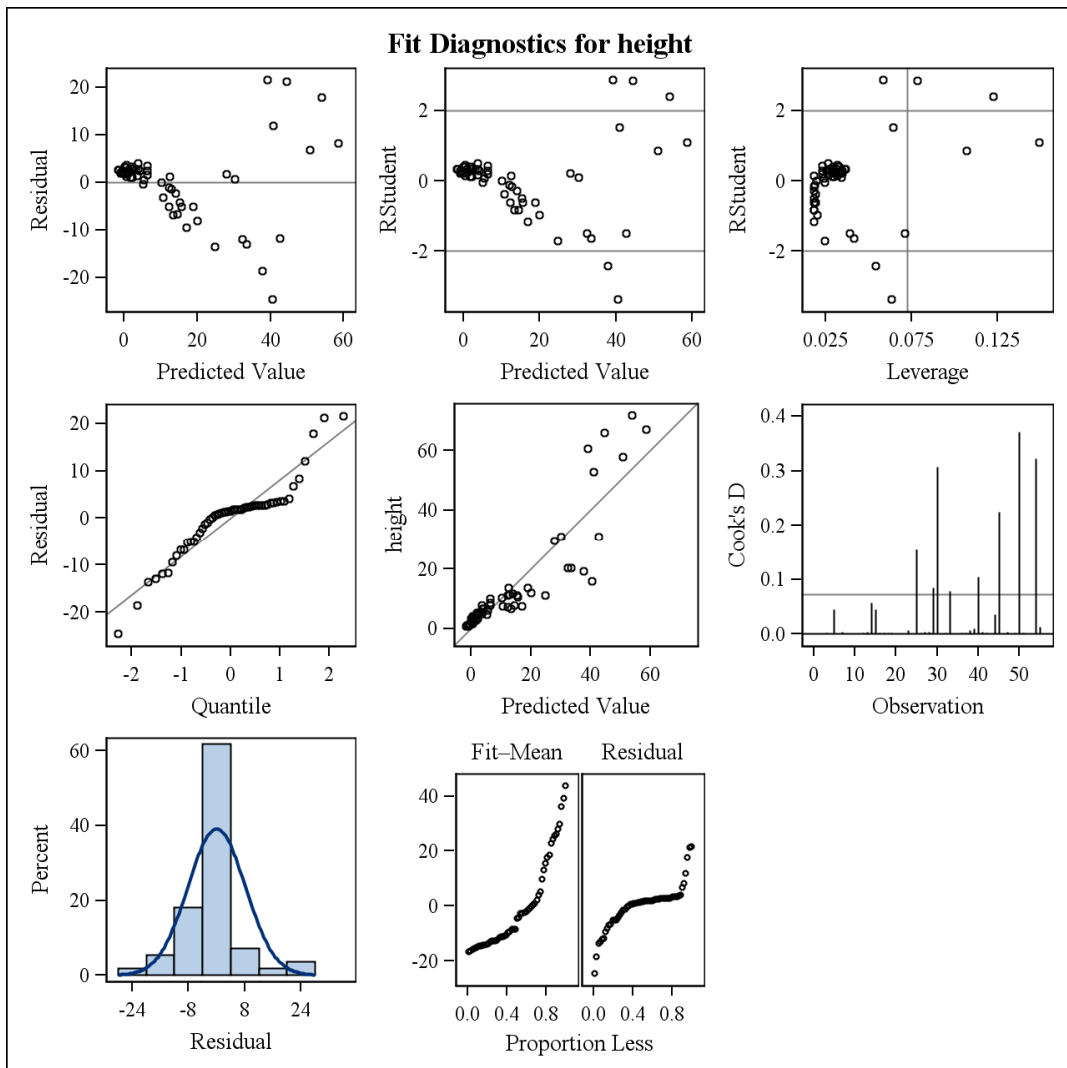 Fit Diagnostics for height
20
10
0
-10
-20
Residual
0 20 40 60
Predicted Value
2
0
-2
RStudent
0 20 40 60
Predicted Value
2
0
-2
RStudent
0.025 0.075 0.125
Leverage
20
10
0
-10
-20
Residual
-2 -1 0 1 2
Quantile
60
40
20
0
height
0 20 40 60
Predicted Value
0.4
0.3
0.2
0.1
0.0
Cook's D
0 10 20 30 40 50
Observation
60
40
20
0
Percent
-24 -8 8 24
Residual
Fit–Mean Residual
40
20
0
-20
0.0 0.4 0.8 0.0 0.4 0.8
Proportion Less